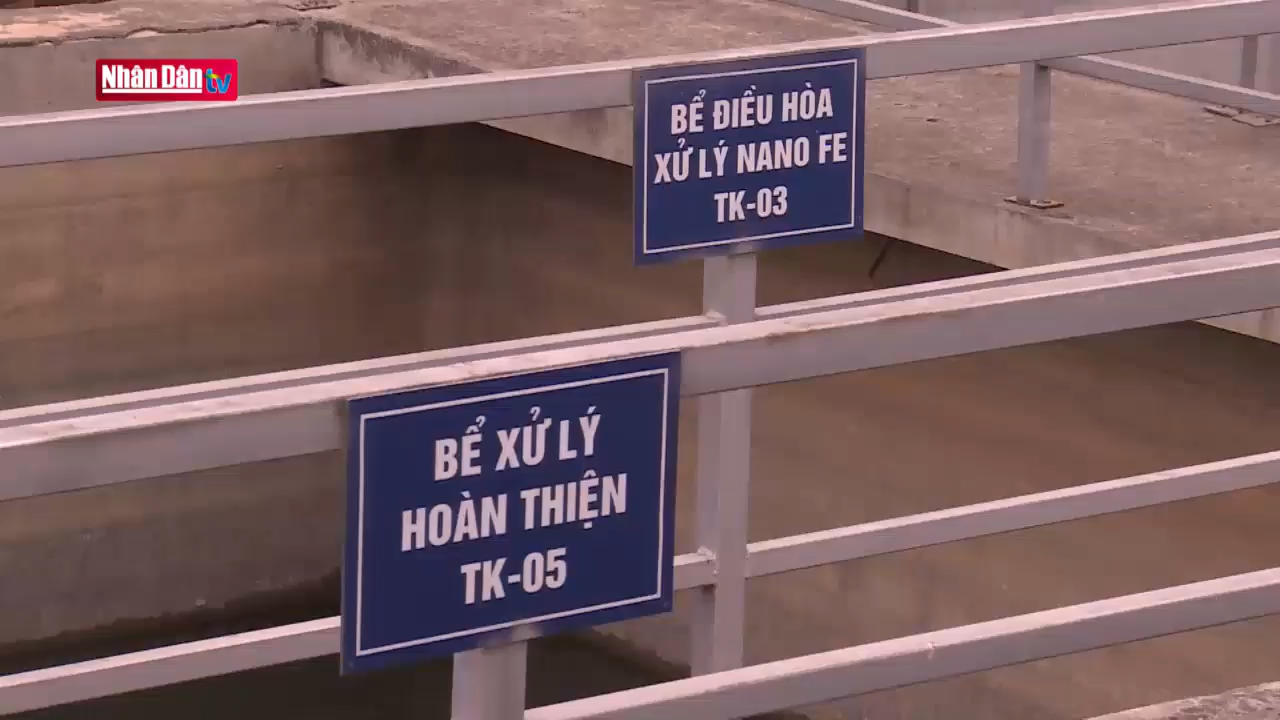 Nhân Dân tv
BỂ ĐIỀU HÒA
XỬ LÝ NANO FE
TK-03
BỂ XỬ LÝ
HOÀN THIỆN
TK-05